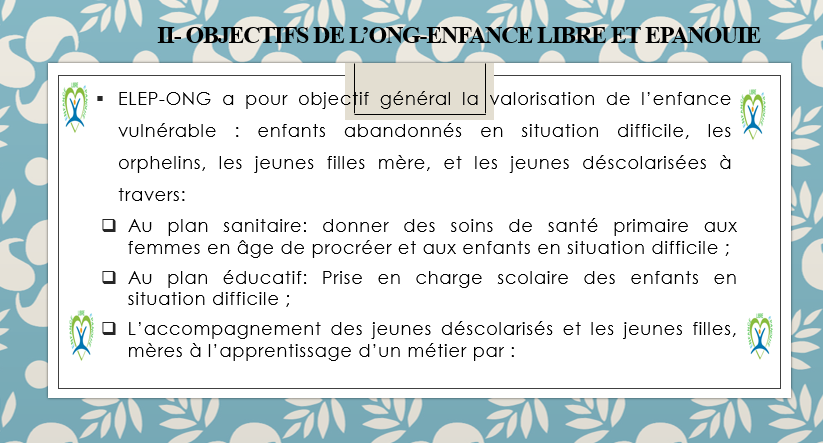 II- OBJECTIFS DE L’ONG-ENFANCE LIBRE ET EPANOUIE
▪ ELEP-ONG a pour objectif général la valorisation de l’enfance
vulnérable : enfants abandonnés en situation difficile, les
orphelins, les jeunes filles mère, et les jeunes déscolarisées à
travers:
❑ Au plan sanitaire: donner des soins de santé primaire aux
femmes en âge de procréer et aux enfants en situation difficile ;
❑ Au plan éducatif: Prise en charge scolaire des enfants en
situation difficile ;
❑ L’accompagnement des jeunes déscolarisés et les jeunes filles,
mères à l’apprentissage d’un métier par :